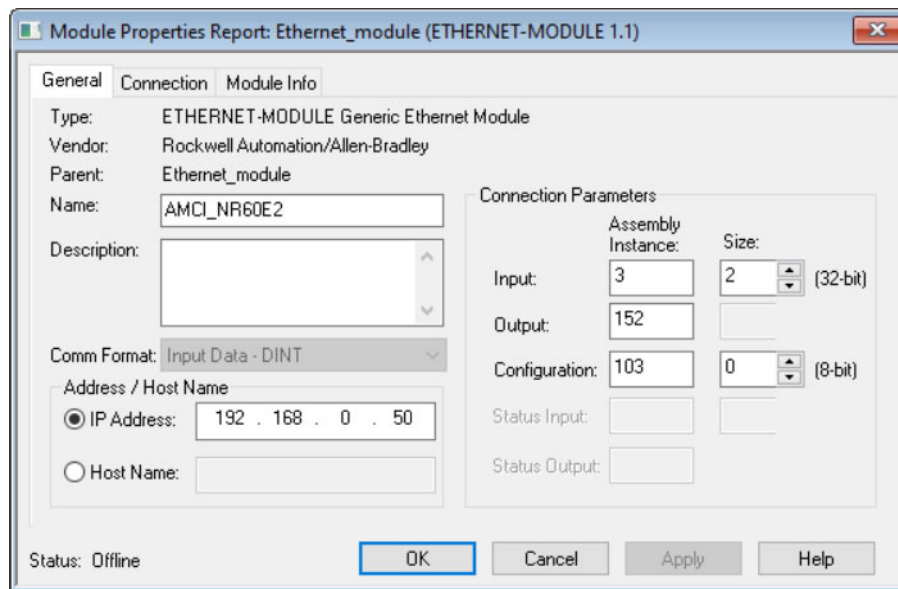 Module Properties Report: Ethernet_module (ETHERNET-MODULE 1.1)
General Connection Module Info
Type: ETHERNET-MODULE Generic Ethernet Module
Vendor: Rockwell Automation/Allen-Bradley
Parent: Ethernet_module
Name: AMCI_NR60E2
Description:
Comm Format: Input Data - DINT
Address / Host Name
IP Address: 192 . 168 . 0 . 50
Host Name:
Connection Parameters
Assembly
Instance: Size:
Input: 3 2 (32-bit)
Output: 152
Configuration: 103 0 (8-bit)
Status Input:
Status Output:
Status: Offline OK Cancel Apply Help